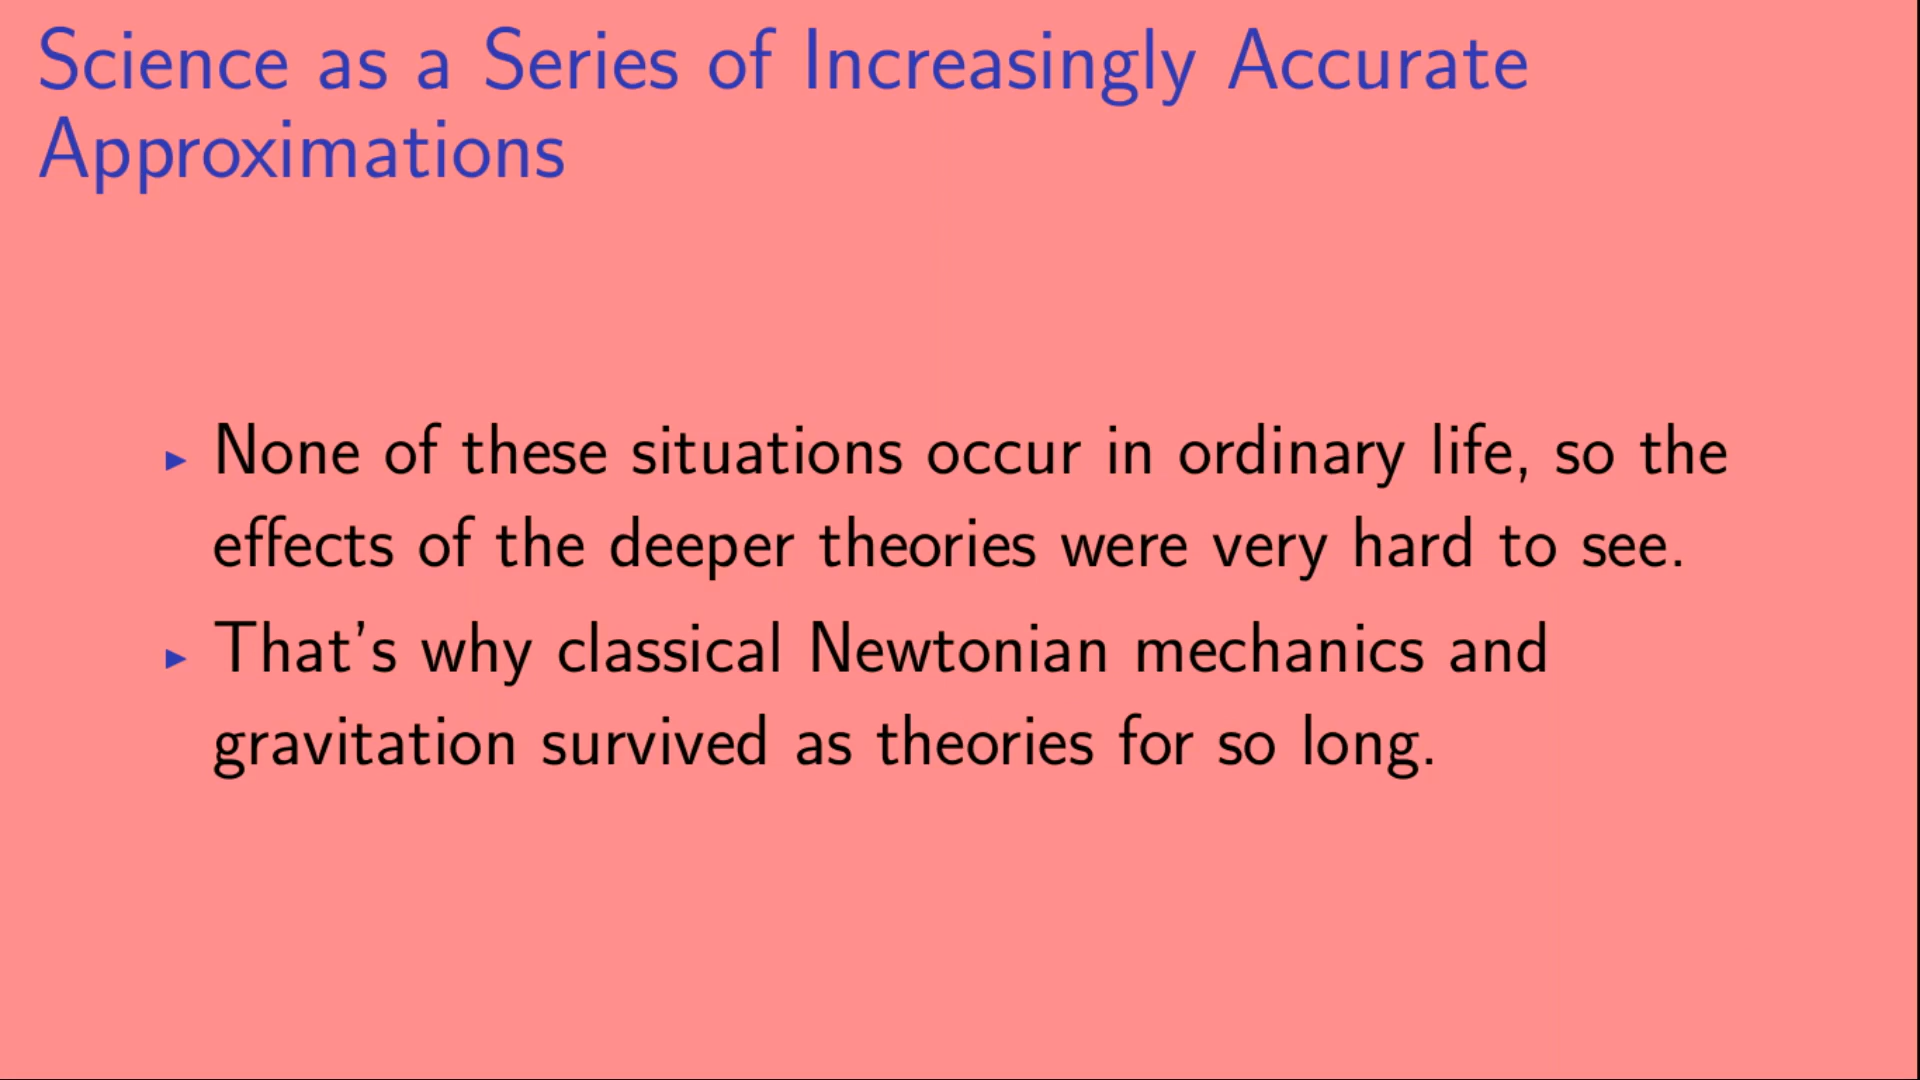 Science as a Series of Increasingly Accurate
Approximations
▶ None of these situations occur in ordinary life, so the
effects of the deeper theories were very hard to see.
▶ That's why classical Newtonian mechanics and
gravitation survived as theories for so long.